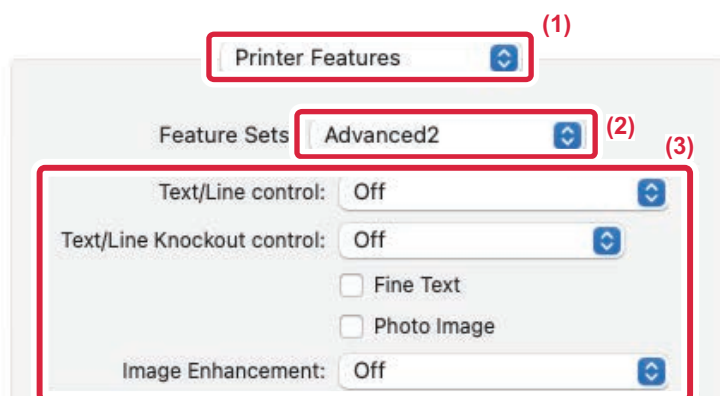 (1)
Printer Features
Feature Sets Advanced2 (2)
(3)
Text/Line control: Off
Text/Line Knockout control: Off
Fine Text
Photo Image
Image Enhancement: Off